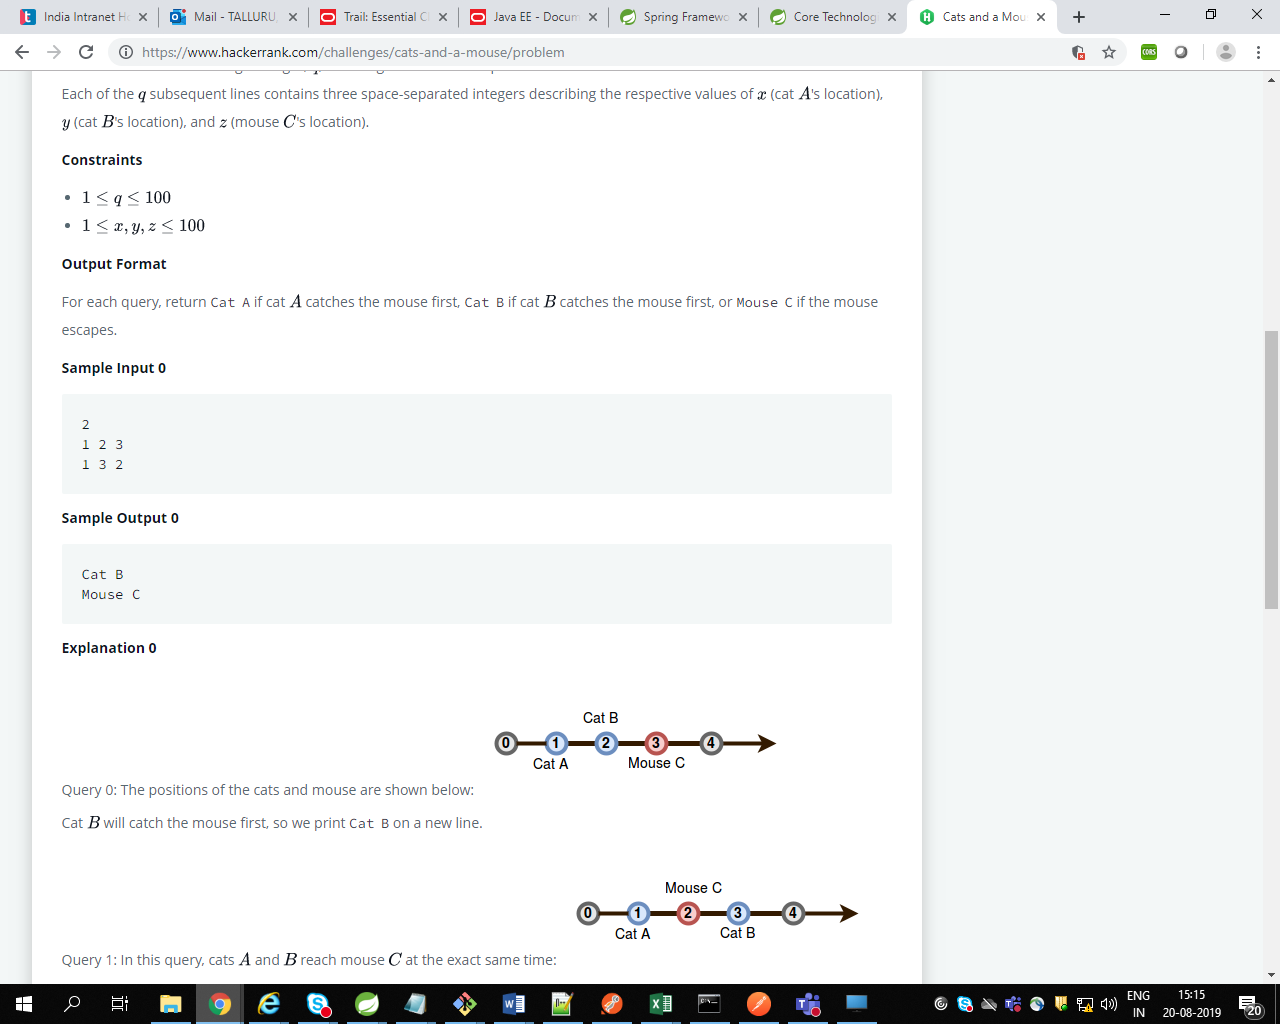 India Intranet H
Mail - TALLURU
Trail: Essential C
Java EE - Docum
Spring Framewo
Core Technolog
Cats and a Mou
https://www.hackerrank.com/challenges/cats-and-a-mouse/problem
CORS
Each of the q subsequent lines contains three space-separated integers describing the respective values of x (cat A's location),
y (cat B's location), and z (mouse C's location).
Constraints
• 1 ≤ q ≤ 100
• 1 ≤ x, y, z ≤ 100
Output Format
For each query, return Cat A if cat A catches the mouse first, Cat B if cat B catches the mouse first, or Mouse C if the mouse
escapes.
Sample Input 0
2
1 2 3
1 3 2
Sample Output 0
Cat B
Mouse C
Explanation 0
Cat B
0 1 2 3 4
Cat A Mouse C
Query 0: The positions of the cats and mouse are shown below:
Cat B will catch the mouse first, so we print Cat B on a new line.
Mouse C
0 1 2 3 4
Cat A Cat B
Query 1: In this query, cats A and B reach mouse C at the exact same time:
ENG
IN
15:15
20-08-2019
20